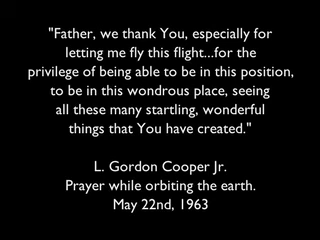 "Father, we thank You, especially for
letting me fly this flight...for the
privilege of being able to be in this position,
to be in this wondrous place, seeing
all these many startling, wonderful
things that You have created."
L. Gordon Cooper Jr.
Prayer while orbiting the earth.
May 22nd, 1963